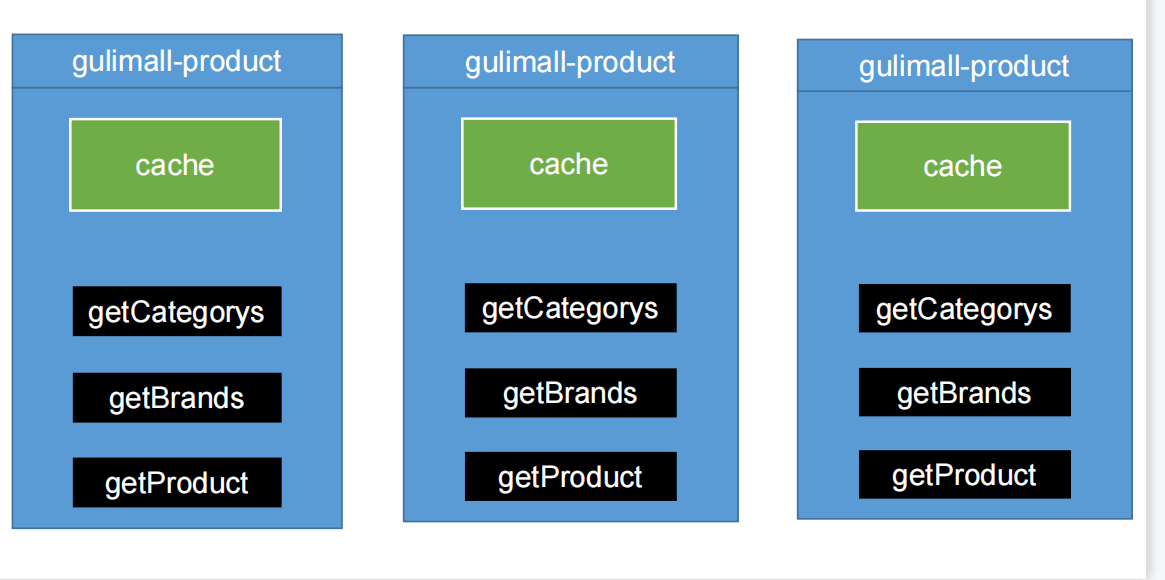 gulimall-product
cache
getCategorys
getBrands
getProduct
gulimall-product
cache
getCategorys
getBrands
getProduct
gulimall-product
cache
getCategorys
getBrands
getProduct